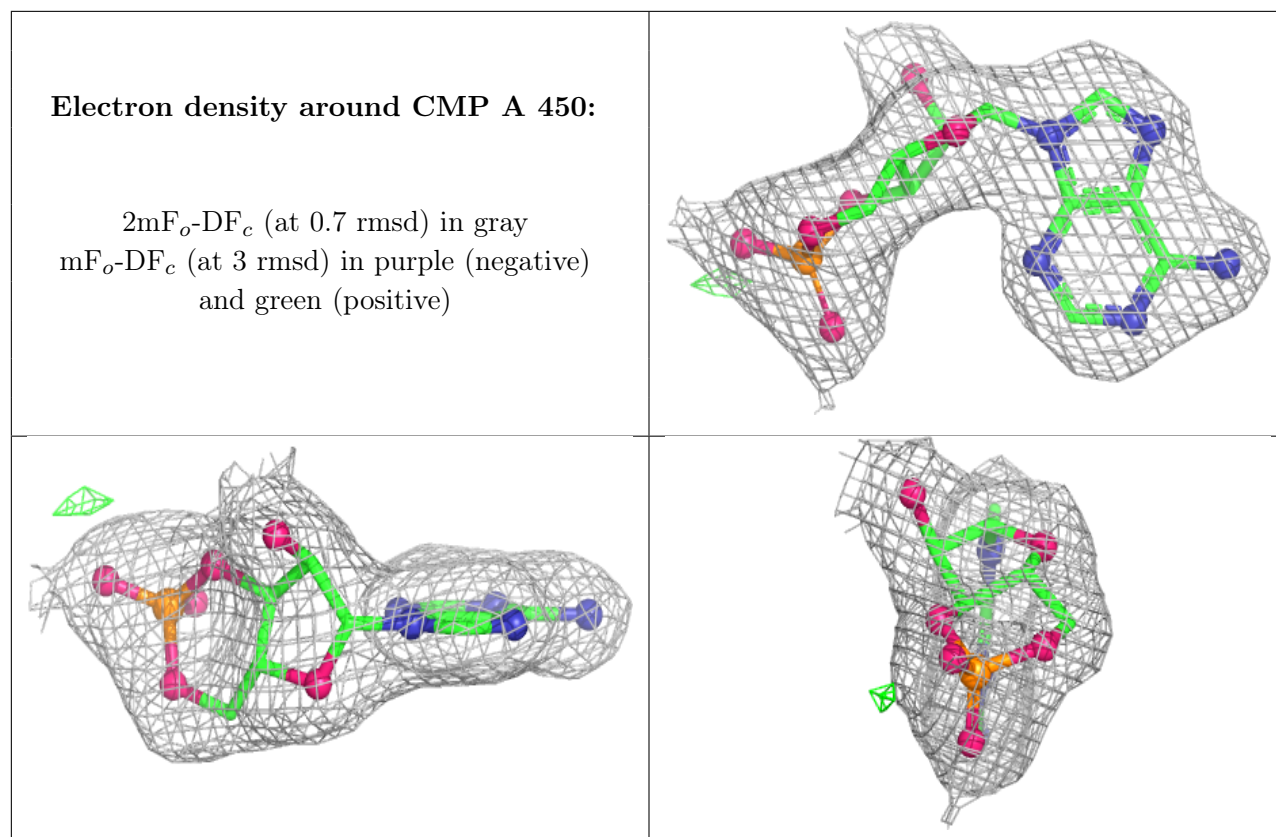 Electron density around CMP A 450:
2mFo-DFc (at 0.7 rmsd) in gray
mFo-DFc (at 3 rmsd) in purple (negative)
and green (positive)